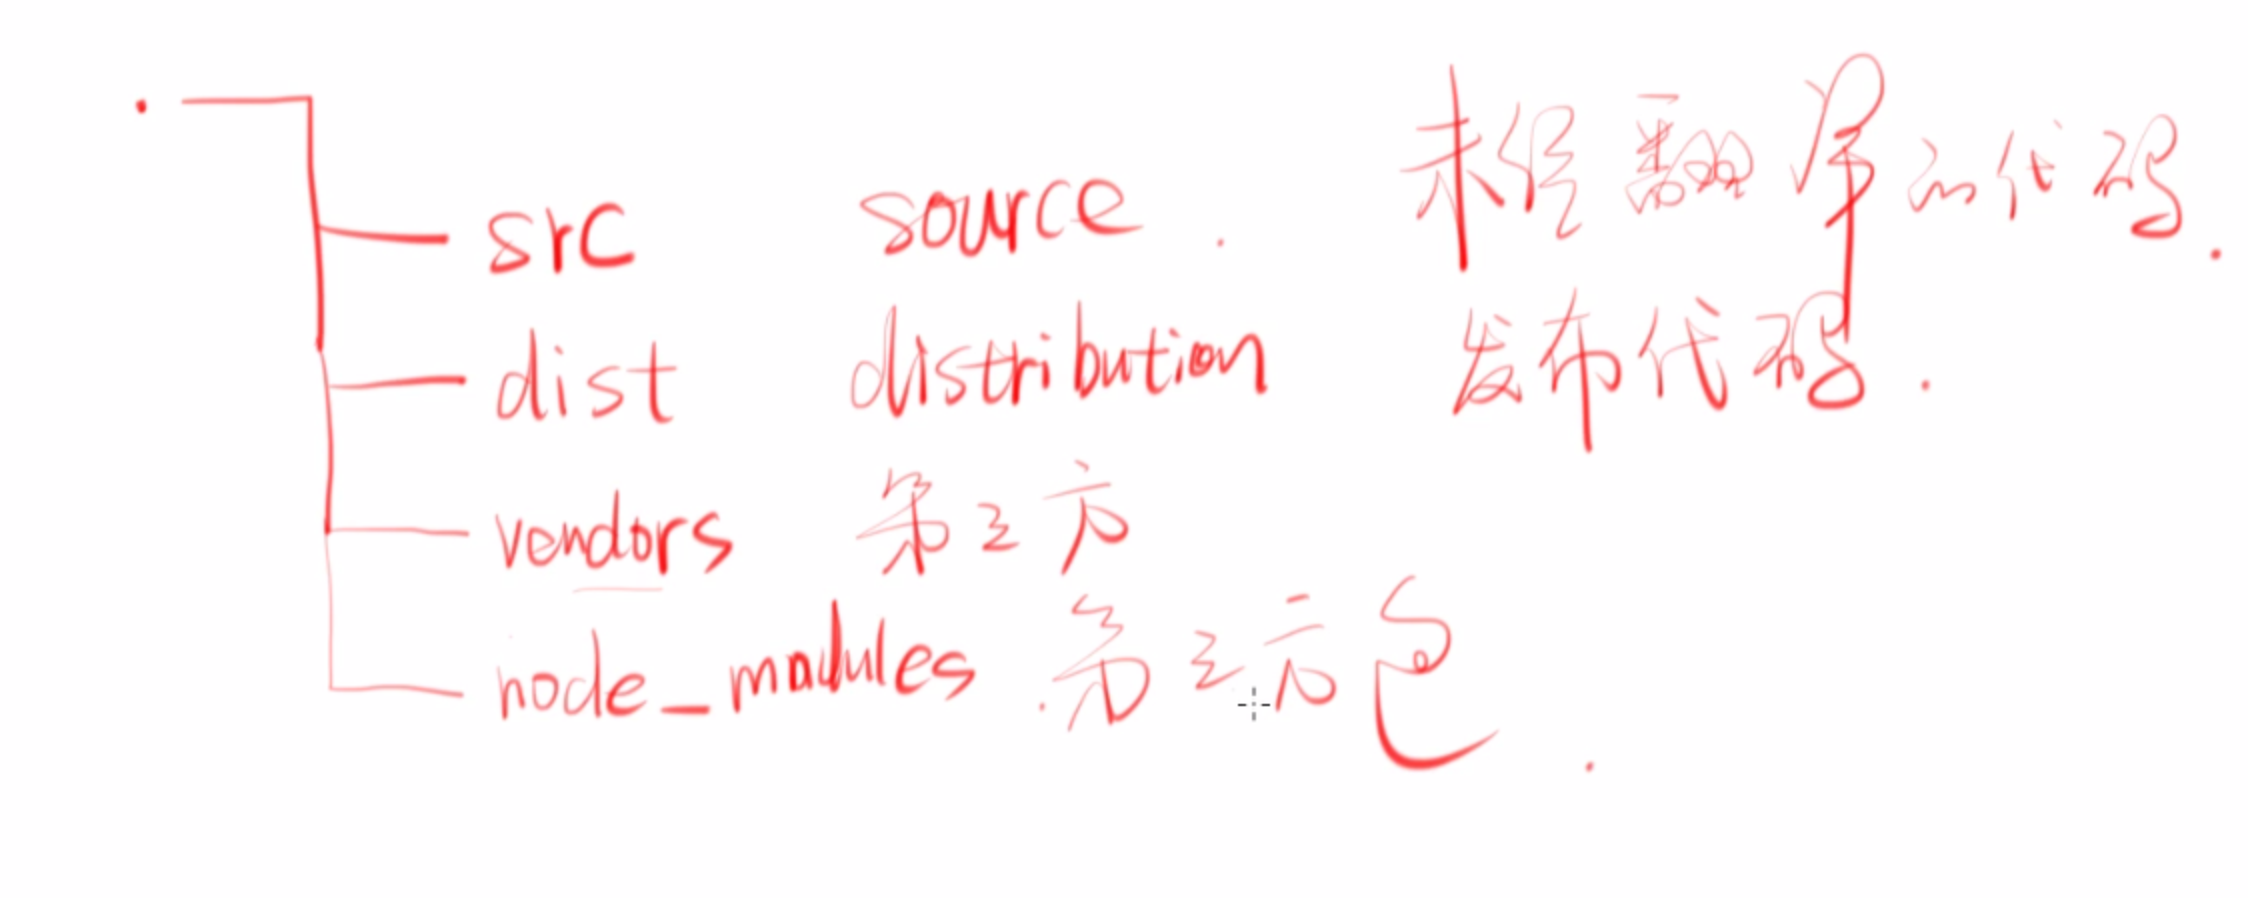 src source. 未经翻译的代码.
dist distribution 发布代码.
vendors 第三方
node_modules. 第三方包.